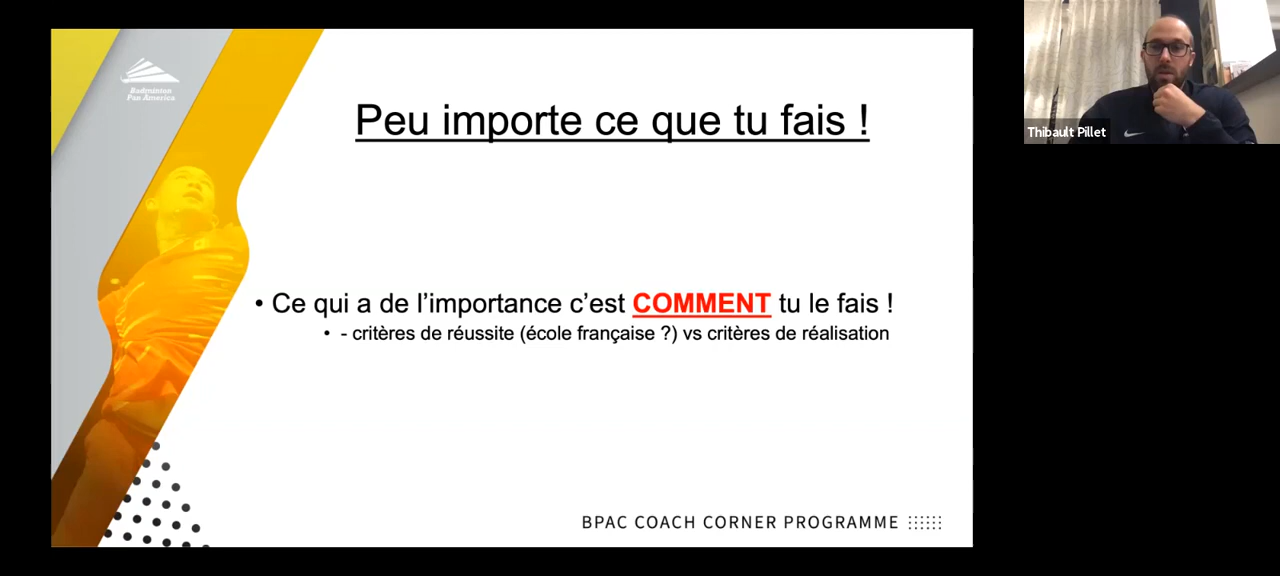 Badminton
Pan America
Peu importe ce que tu fais !
• Ce qui a de l’importance c’est COMMENT tu le fais !
• - critères de réussite (école française ?) vs critères de réalisation
BPAC COACH CORNER PROGRAMME
Thibault Pillet